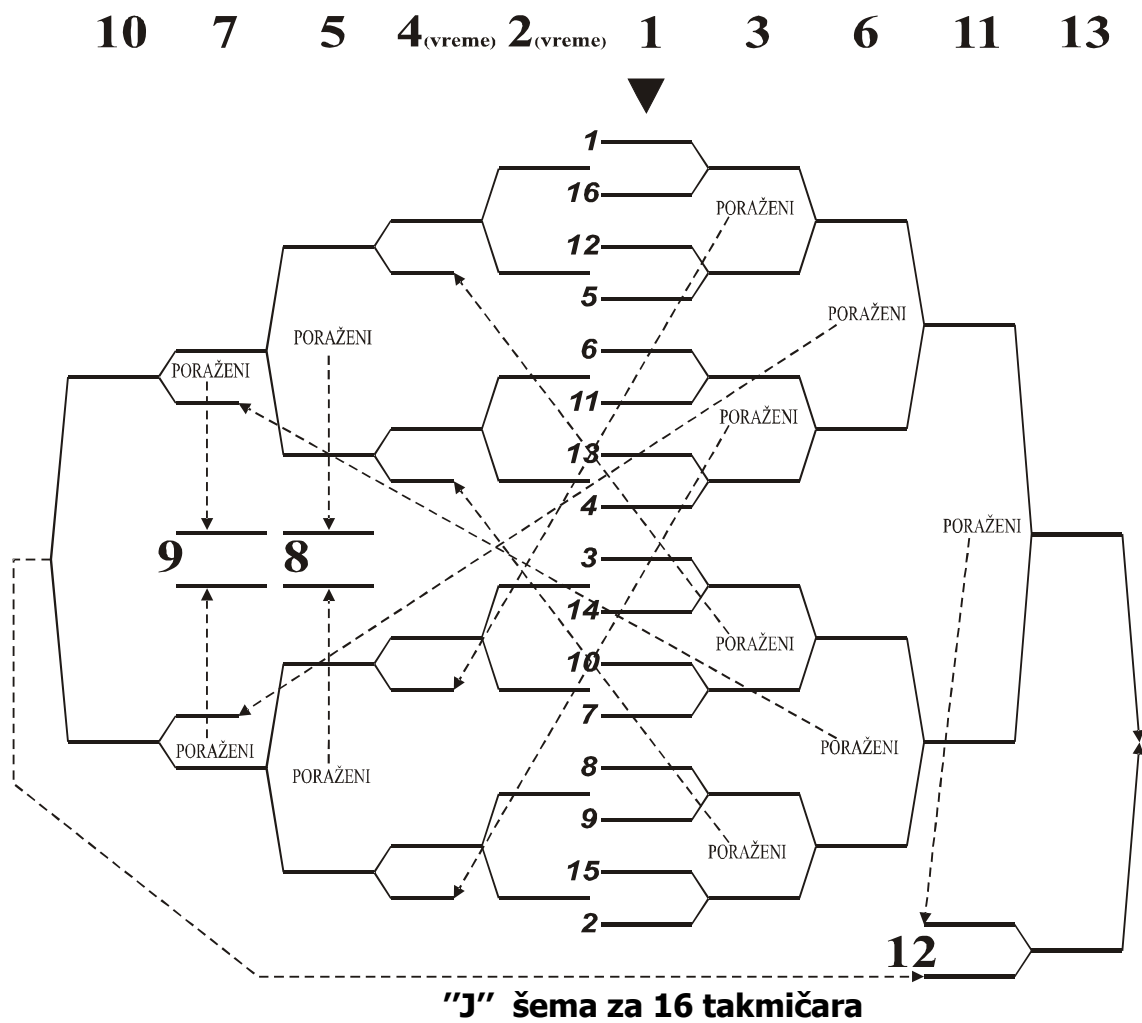 10 7 5 4(vreme) 2(vreme) 1 3 6 11 13
1
16
PORAŽENI
12
5
PORAŽENI
PORAŽENI
6
PORAŽENI
11
PORAŽENI
13
4
PORAŽENI
9 8
3
14
PORAŽENI
10
7
PORAŽENI
PORAŽENI
8
PORAŽENI
9
PORAŽENI
15
2
12
"J" šema za 16 takmičara